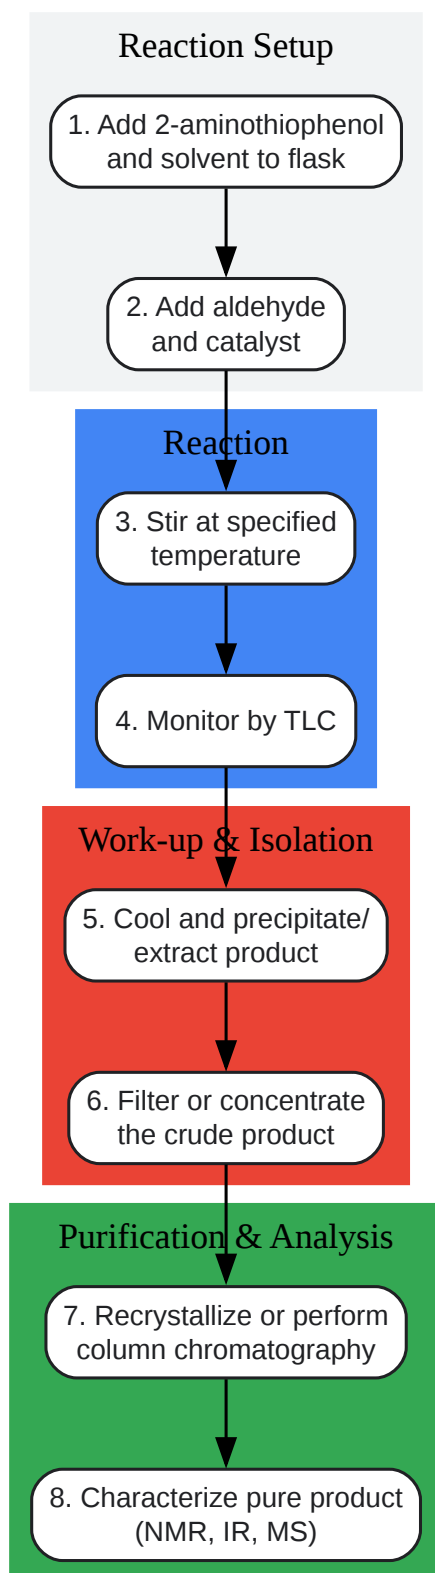 Reaction Setup
1. Add 2-aminothiophenol
and solvent to flask
2. Add aldehyde
and catalyst
Reaction
3. Stir at specified
temperature
4. Monitor by TLC
Work-up & Isolation
5. Cool and precipitate/
extract product
6. Filter or concentrate
the crude product
Purification & Analysis
7. Recrystallize or perform
column chromatography
8. Characterize pure product
(NMR, IR, MS)